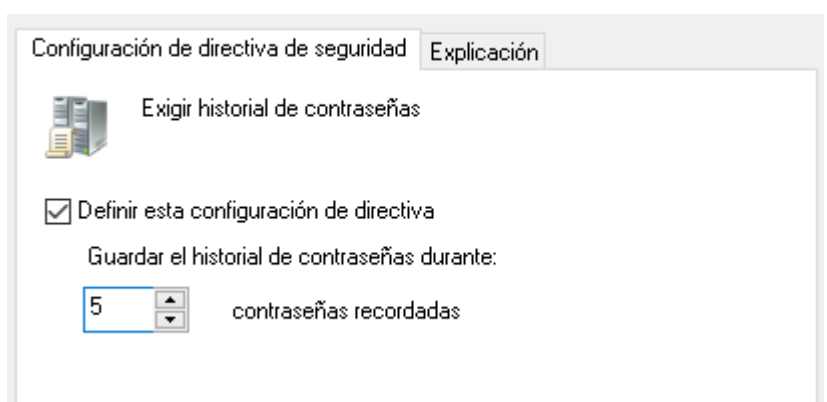 Configuración de directiva de seguridad
Explicación
Exigir historial de contraseñas
Definir esta configuración de directiva
Guardar el historial de contraseñas durante:
5 contraseñas recordadas